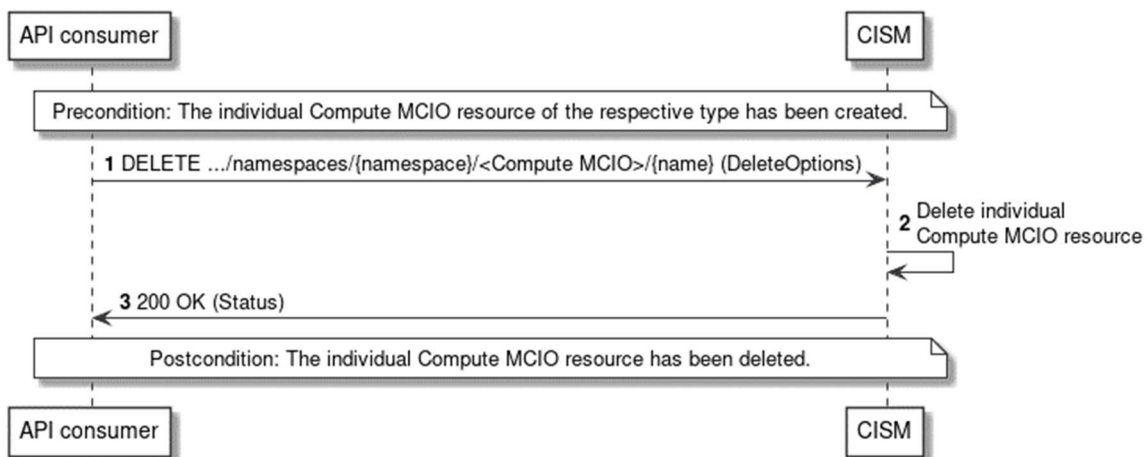 API consumer CISM
Precondition: The individual Compute MCIO resource of the respective type has been created.
1 DELETE .../namespaces/{namespace}/<Compute MCIO>/{name} (DeleteOptions)
2 Delete individual
Compute MCIO resource
3 200 OK (Status)
Postcondition: The individual Compute MCIO resource has been deleted.
API consumer CISM